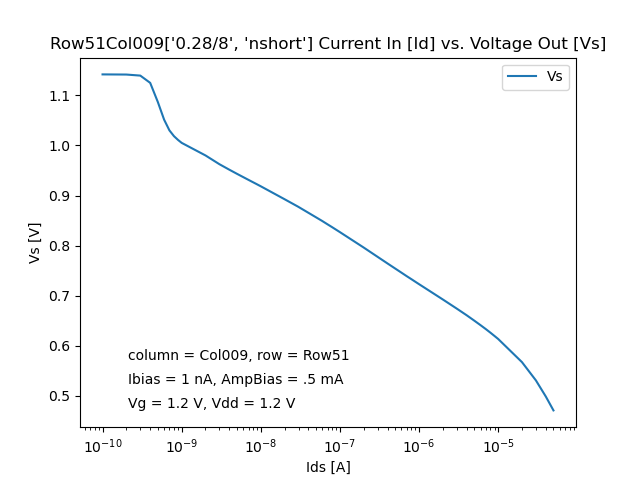 Row51Col009['0.28/8', 'nshort'] Current In [Id] vs. Voltage Out [Vs]
Vs
1.1
1.0
0.9
0.8
0.7
0.6
0.5
Vs [V]
column = Col009, row = Row51
Ibias = 1 nA, AmpBias = .5 mA
Vg = 1.2 V, Vdd = 1.2 V
10⁻¹⁰ 10⁻⁹ 10⁻⁸ 10⁻⁷ 10⁻⁶ 10⁻⁵
Ids [A]